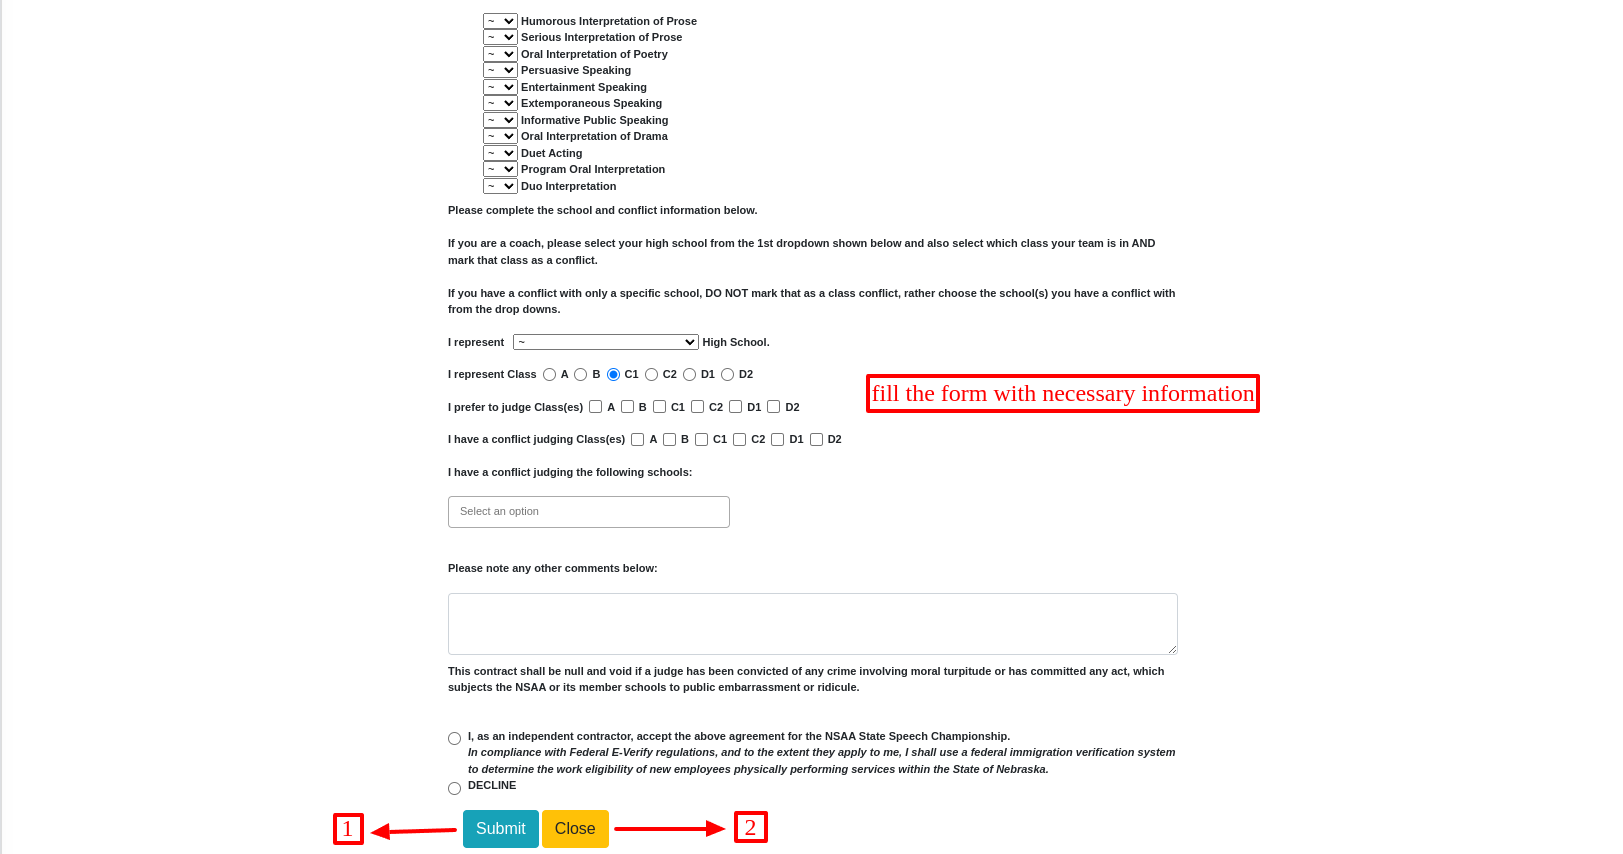 ~ Humorous Interpretation of Prose
~ Serious Interpretation of Prose
~ Oral Interpretation of Poetry
~ Persuasive Speaking
~ Entertainment Speaking
~ Extemporaneous Speaking
~ Informative Public Speaking
~ Oral Interpretation of Drama
~ Duet Acting
~ Program Oral Interpretation
~ Duo Interpretation
Please complete the school and conflict information below.
If you are a coach, please select your high school from the 1st dropdown shown below and also select which class your team is in AND
mark that class as a conflict.
If you have a conflict with only a specific school, DO NOT mark that as a class conflict, rather choose the school(s) you have a conflict with
from the drop downs.
I represent ~ High School.
I represent Class A B C1 C2 D1 D2
fill the form with necessary information
I prefer to judge Class(es) A B C1 C2 D1 D2
I have a conflict judging Class(es) A B C1 C2 D1 D2
I have a conflict judging the following schools:
Select an option
Please note any other comments below:
This contract shall be null and void if a judge has been convicted of any crime involving moral turpitude or has committed any act, which
subjects the NSAA or its member schools to public embarrassment or ridicule.
I, as an independent contractor, accept the above agreement for the NSAA State Speech Championship.
In compliance with Federal E-Verify regulations, and to the extent they apply to me, I shall use a federal immigration verification system
to determine the work eligibility of new employees physically performing services within the State of Nebraska.
DECLINE
1 Submit Close 2